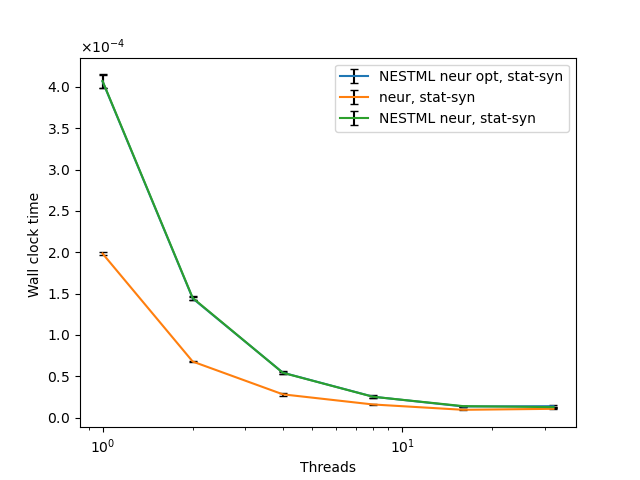 ×10⁻⁴
4.0
3.5
3.0
2.5
2.0
1.5
1.0
0.5
0.0
Wall clock time
NESTML neur opt, stat-syn
neur, stat-syn
NESTML neur, stat-syn
10⁰
10¹
Threads